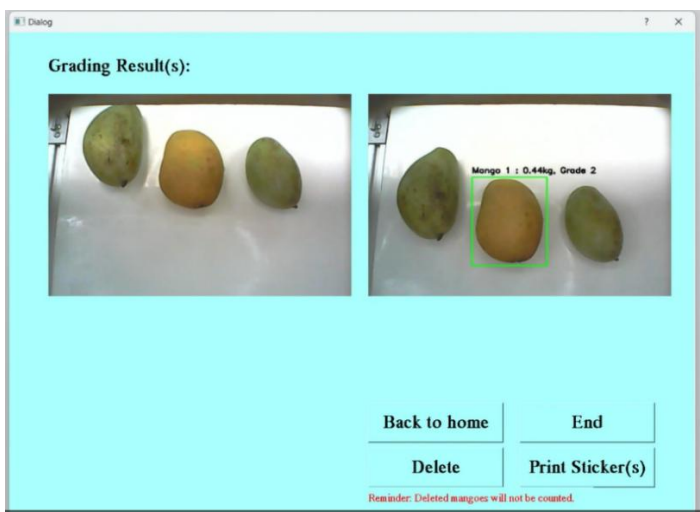 Dialog
? ×
Grading Result(s):
Mango 1 : 0.44kg, Grade 2
Back to home
End
Delete
Print Sticker(s)
Reminder: Deleted mangoes will not be counted.